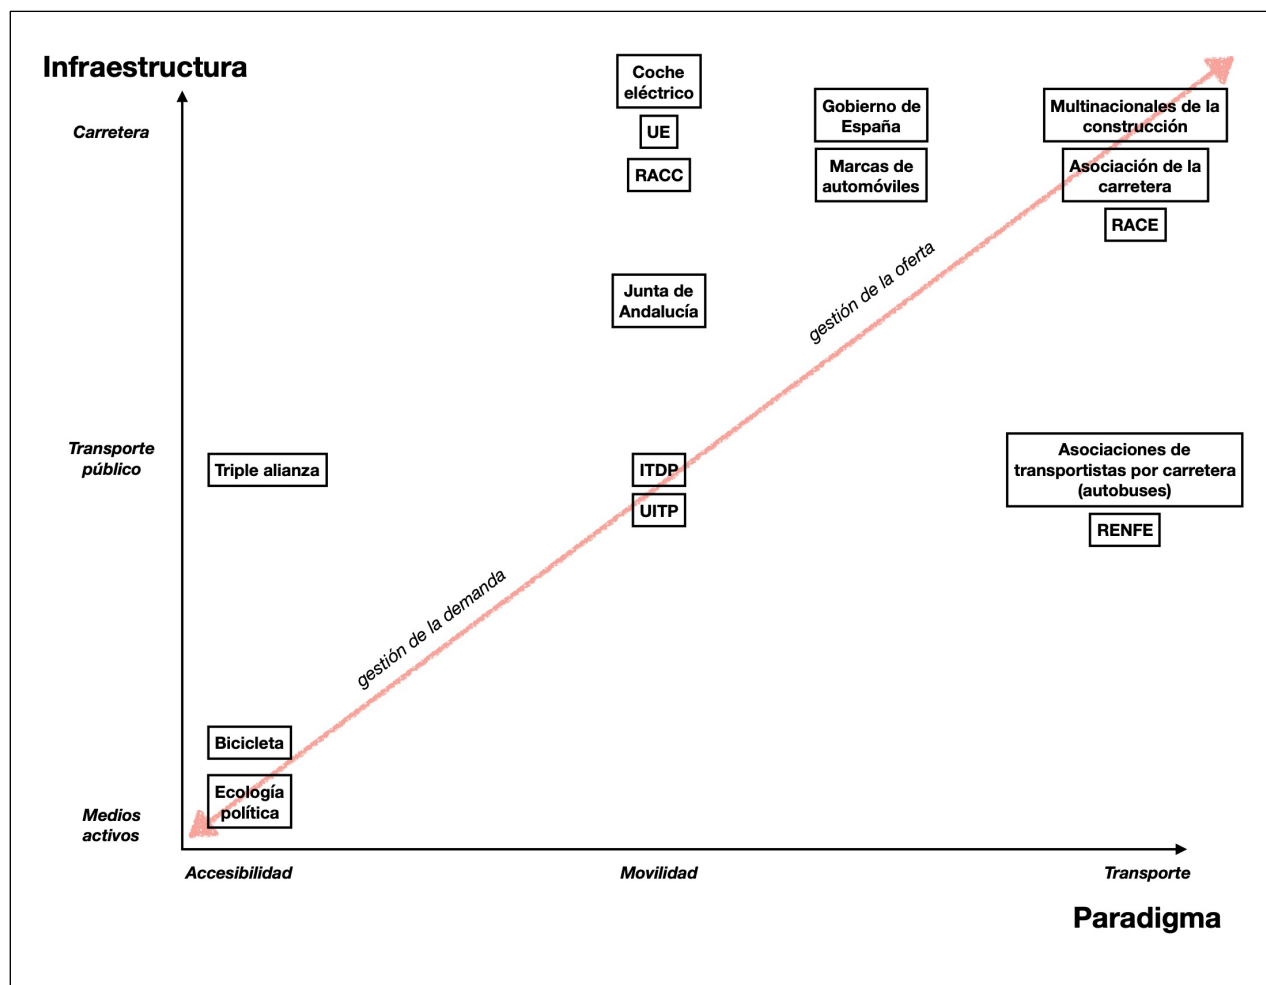 Infraestructura
Carretera
Coche
eléctrico
UE
RACC
Gobierno de
España
Marcas de
automóviles
Multinacionales de la
construcción
Asociación de la
carretera
RACE
Junta de
Andalucía
gestión de la oferta
Transporte
público
Triple alianza
ITDP
UITP
Asociaciones de
transportistas por carretera
(autobuses)
RENFE
gestión de la demanda
Bicicleta
Ecología
política
Medios
activos
Accesibilidad
Movilidad
Transporte
Paradigma